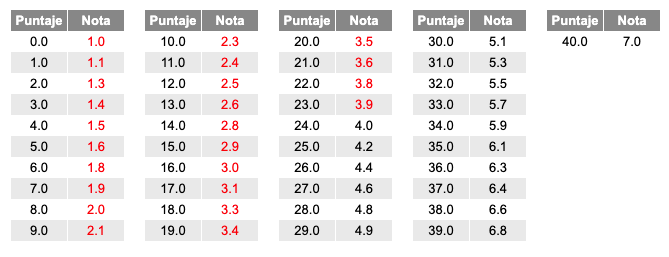 Puntaje Nota Puntaje Nota Puntaje Nota Puntaje Nota Puntaje Nota
0.0 1.0 10.0 2.3 20.0 3.5 30.0 5.1 40.0 7.0
1.0 1.1 11.0 2.4 21.0 3.6 31.0 5.3
2.0 1.3 12.0 2.5 22.0 3.8 32.0 5.5
3.0 1.4 13.0 2.6 23.0 3.9 33.0 5.7
4.0 1.5 14.0 2.8 24.0 4.0 34.0 5.9
5.0 1.6 15.0 2.9 25.0 4.2 35.0 6.1
6.0 1.8 16.0 3.0 26.0 4.4 36.0 6.3
7.0 1.9 17.0 3.1 27.0 4.6 37.0 6.4
8.0 2.0 18.0 3.3 28.0 4.8 38.0 6.6
9.0 2.1 19.0 3.4 29.0 4.9 39.0 6.8